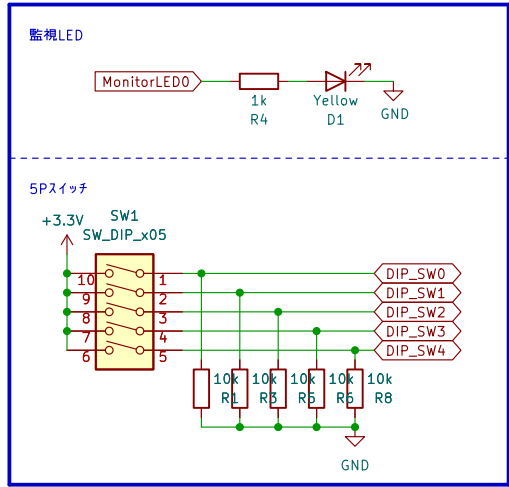 監視LED
MonitorLED0
1k
R4
Yellow
D1
GND
5Pスイッチ
+3.3V
SW1
SW_DIP_x05
10 1
9 2
8 3
7 4
6 5
DIP_SW0
DIP_SW1
DIP_SW2
DIP_SW3
DIP_SW4
10k 10k 10k 10k 10k
R1 R3 R5 R6 R8
GND